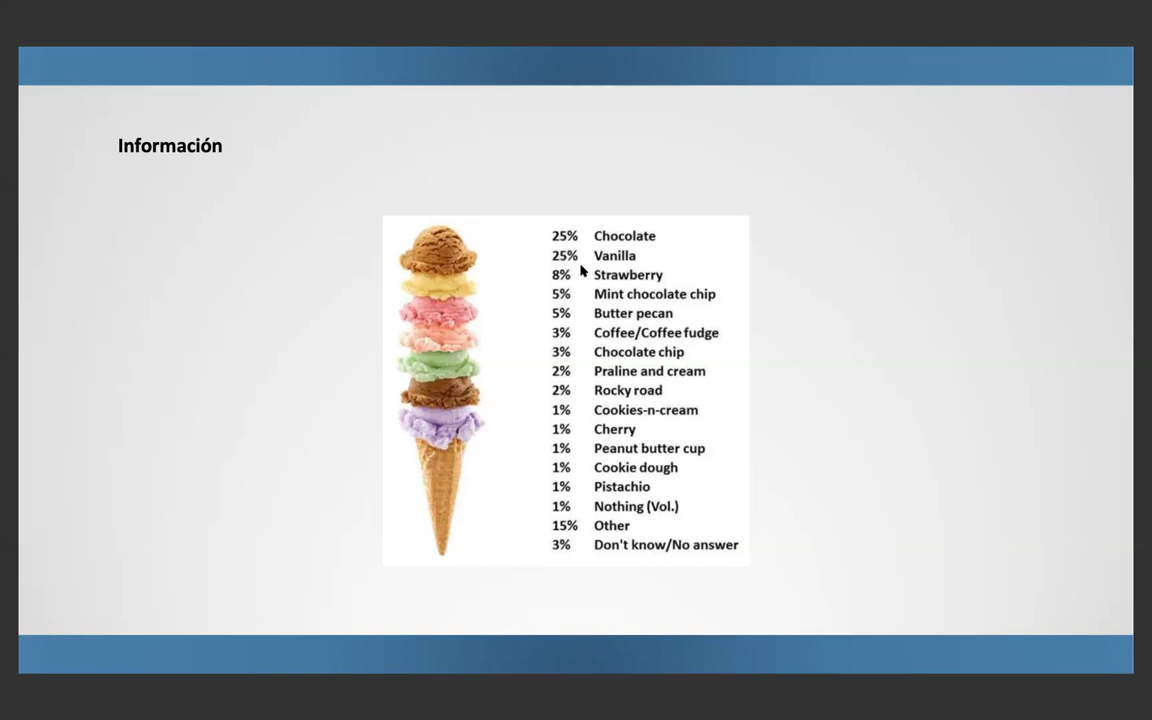 Información
25% Chocolate
25% Vanilla
8% Strawberry
5% Mint chocolate chip
5% Butter pecan
3% Coffee/Coffee fudge
3% Chocolate chip
2% Praline and cream
2% Rocky road
1% Cookies-n-cream
1% Cherry
1% Peanut butter cup
1% Cookie dough
1% Pistachio
1% Nothing (Vol.)
15% Other
3% Don't know/No answer